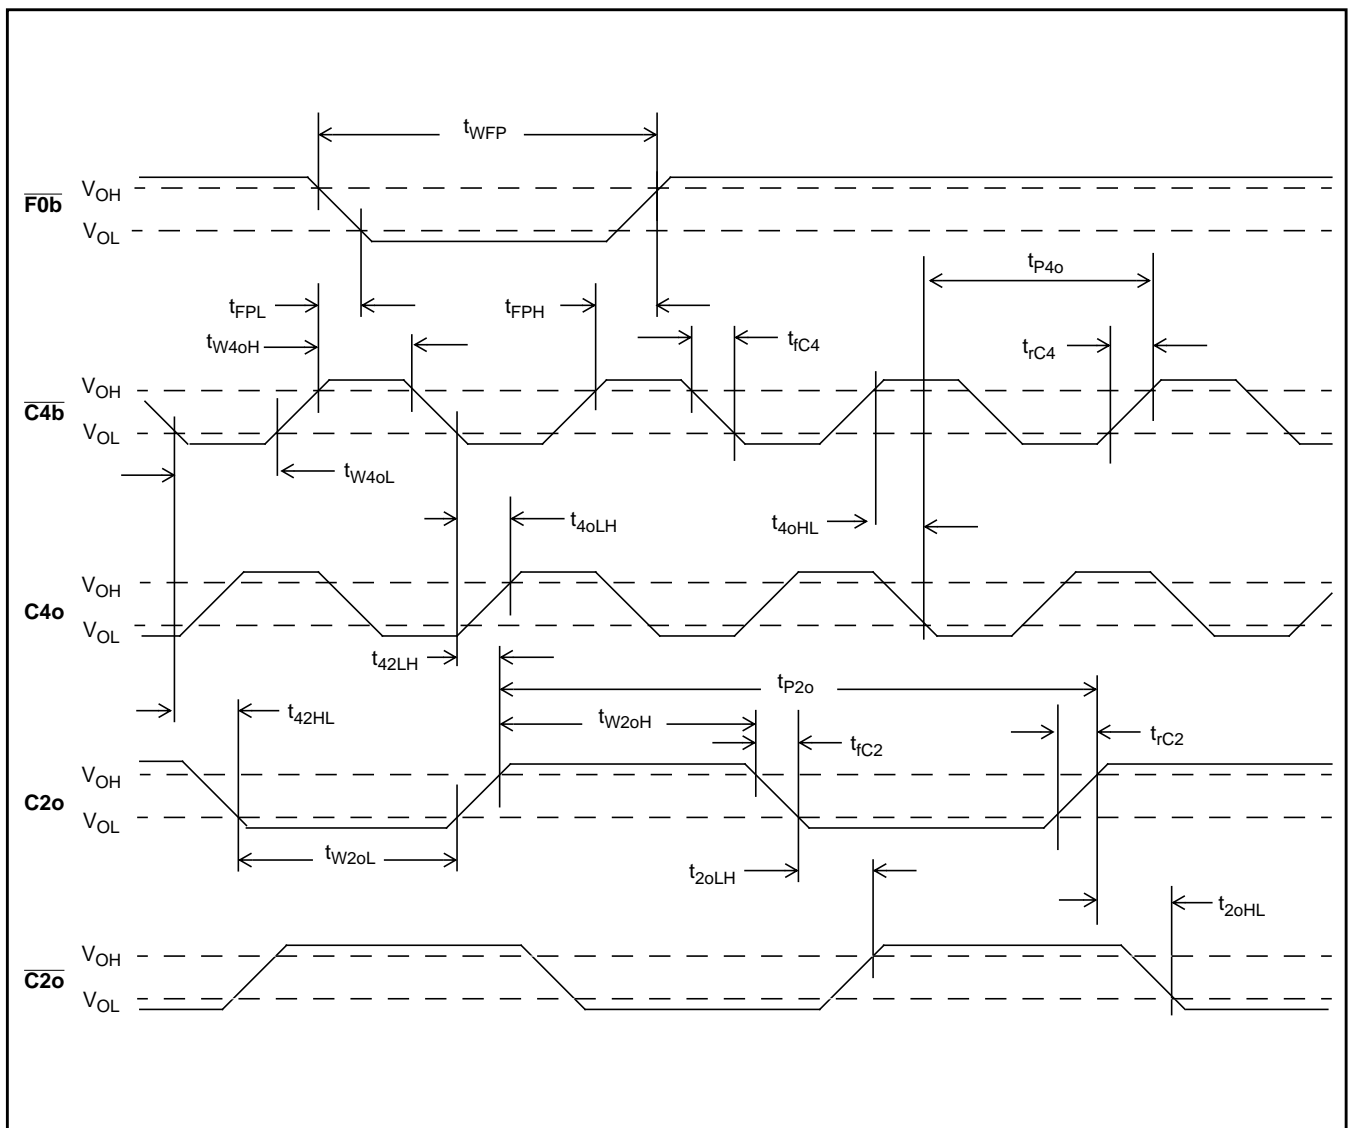 tWFP
VOH
F0b
VOL
tP4o
tFPL
tFPH
tW4oH
tfC4
trC4
VOH
C4b
VOL
tW4oL
t4oLH
t4oHL
VOH
C4o
VOL
t42LH
tP2o
t42HL
tW2oH
tfC2
trC2
VOH
C2o
VOL
tW2oL
t2oLH
t2oHL
VOH
C2o
VOL